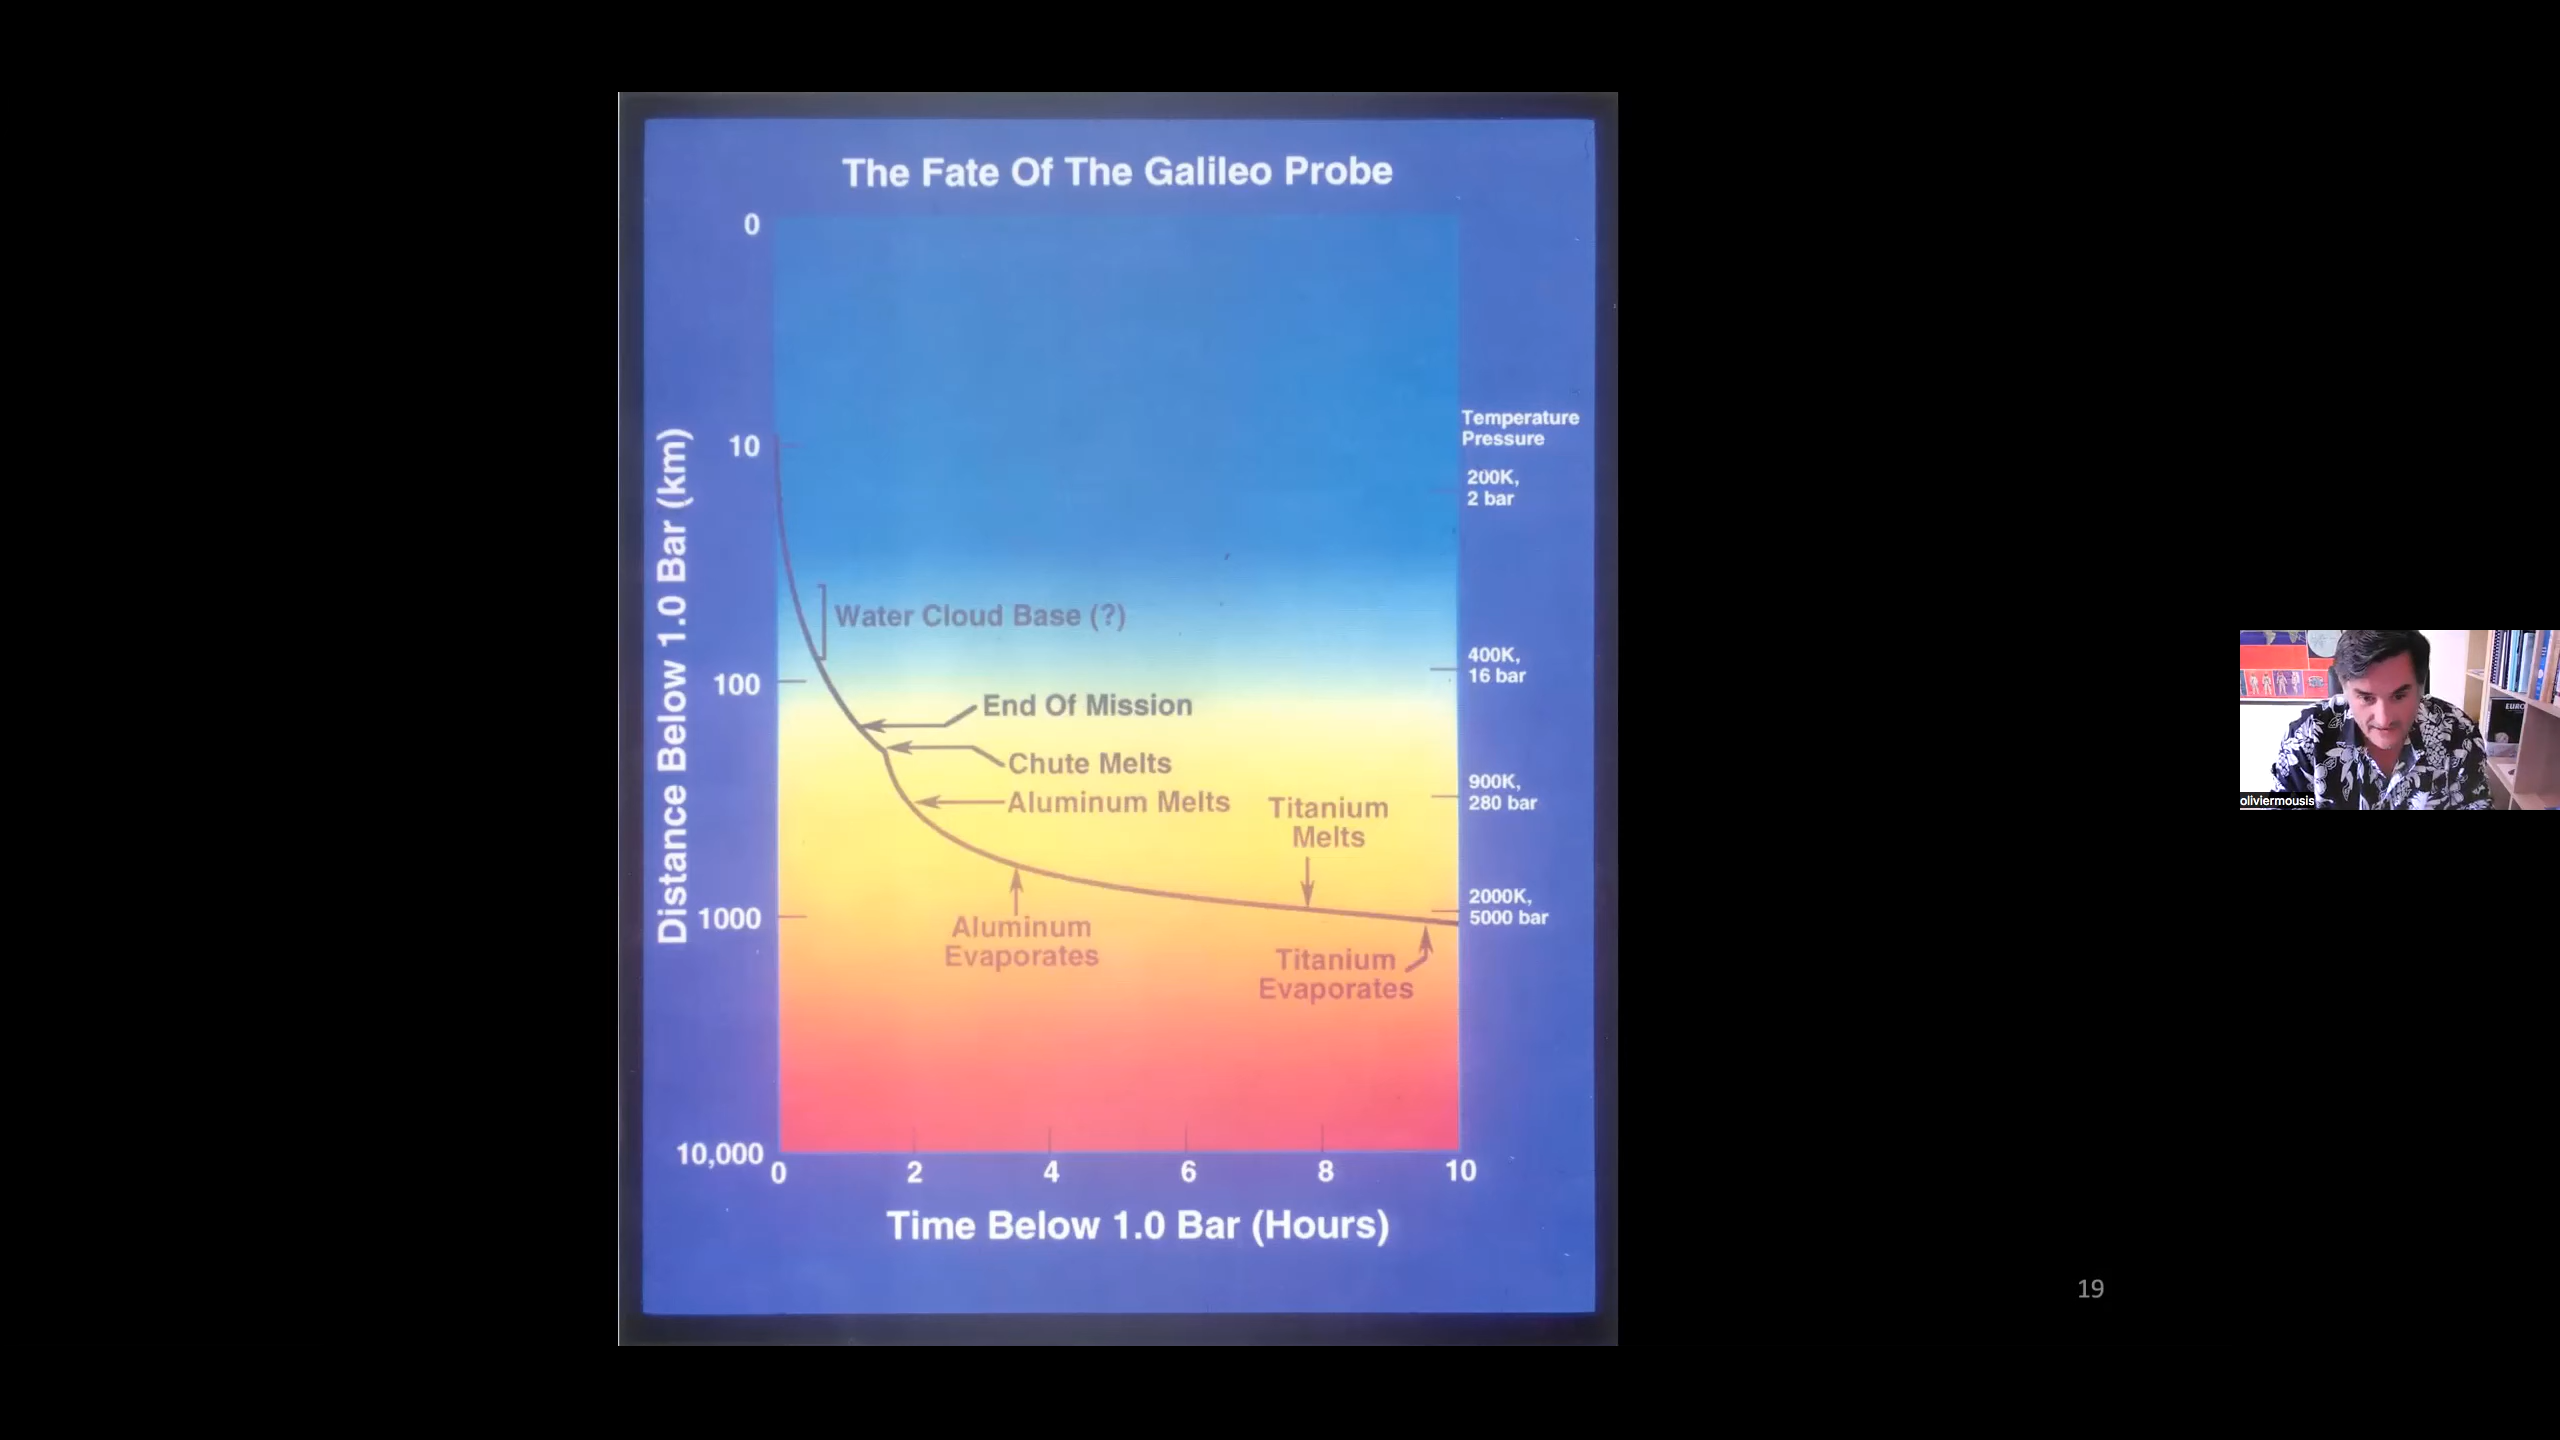 The Fate Of The Galileo Probe
0
10
100
1000
10,000
Distance Below 1.0 Bar (km)
Temperature
Pressure
200K,
2 bar
400K,
16 bar
900K,
280 bar
2000K,
5000 bar
Water Cloud Base (?)
End Of Mission
Chute Melts
Aluminum Melts
Titanium
Melts
Aluminum
Evaporates
Titanium
Evaporates
0 2 4 6 8 10
Time Below 1.0 Bar (Hours)
EURO
oliviermousis
19